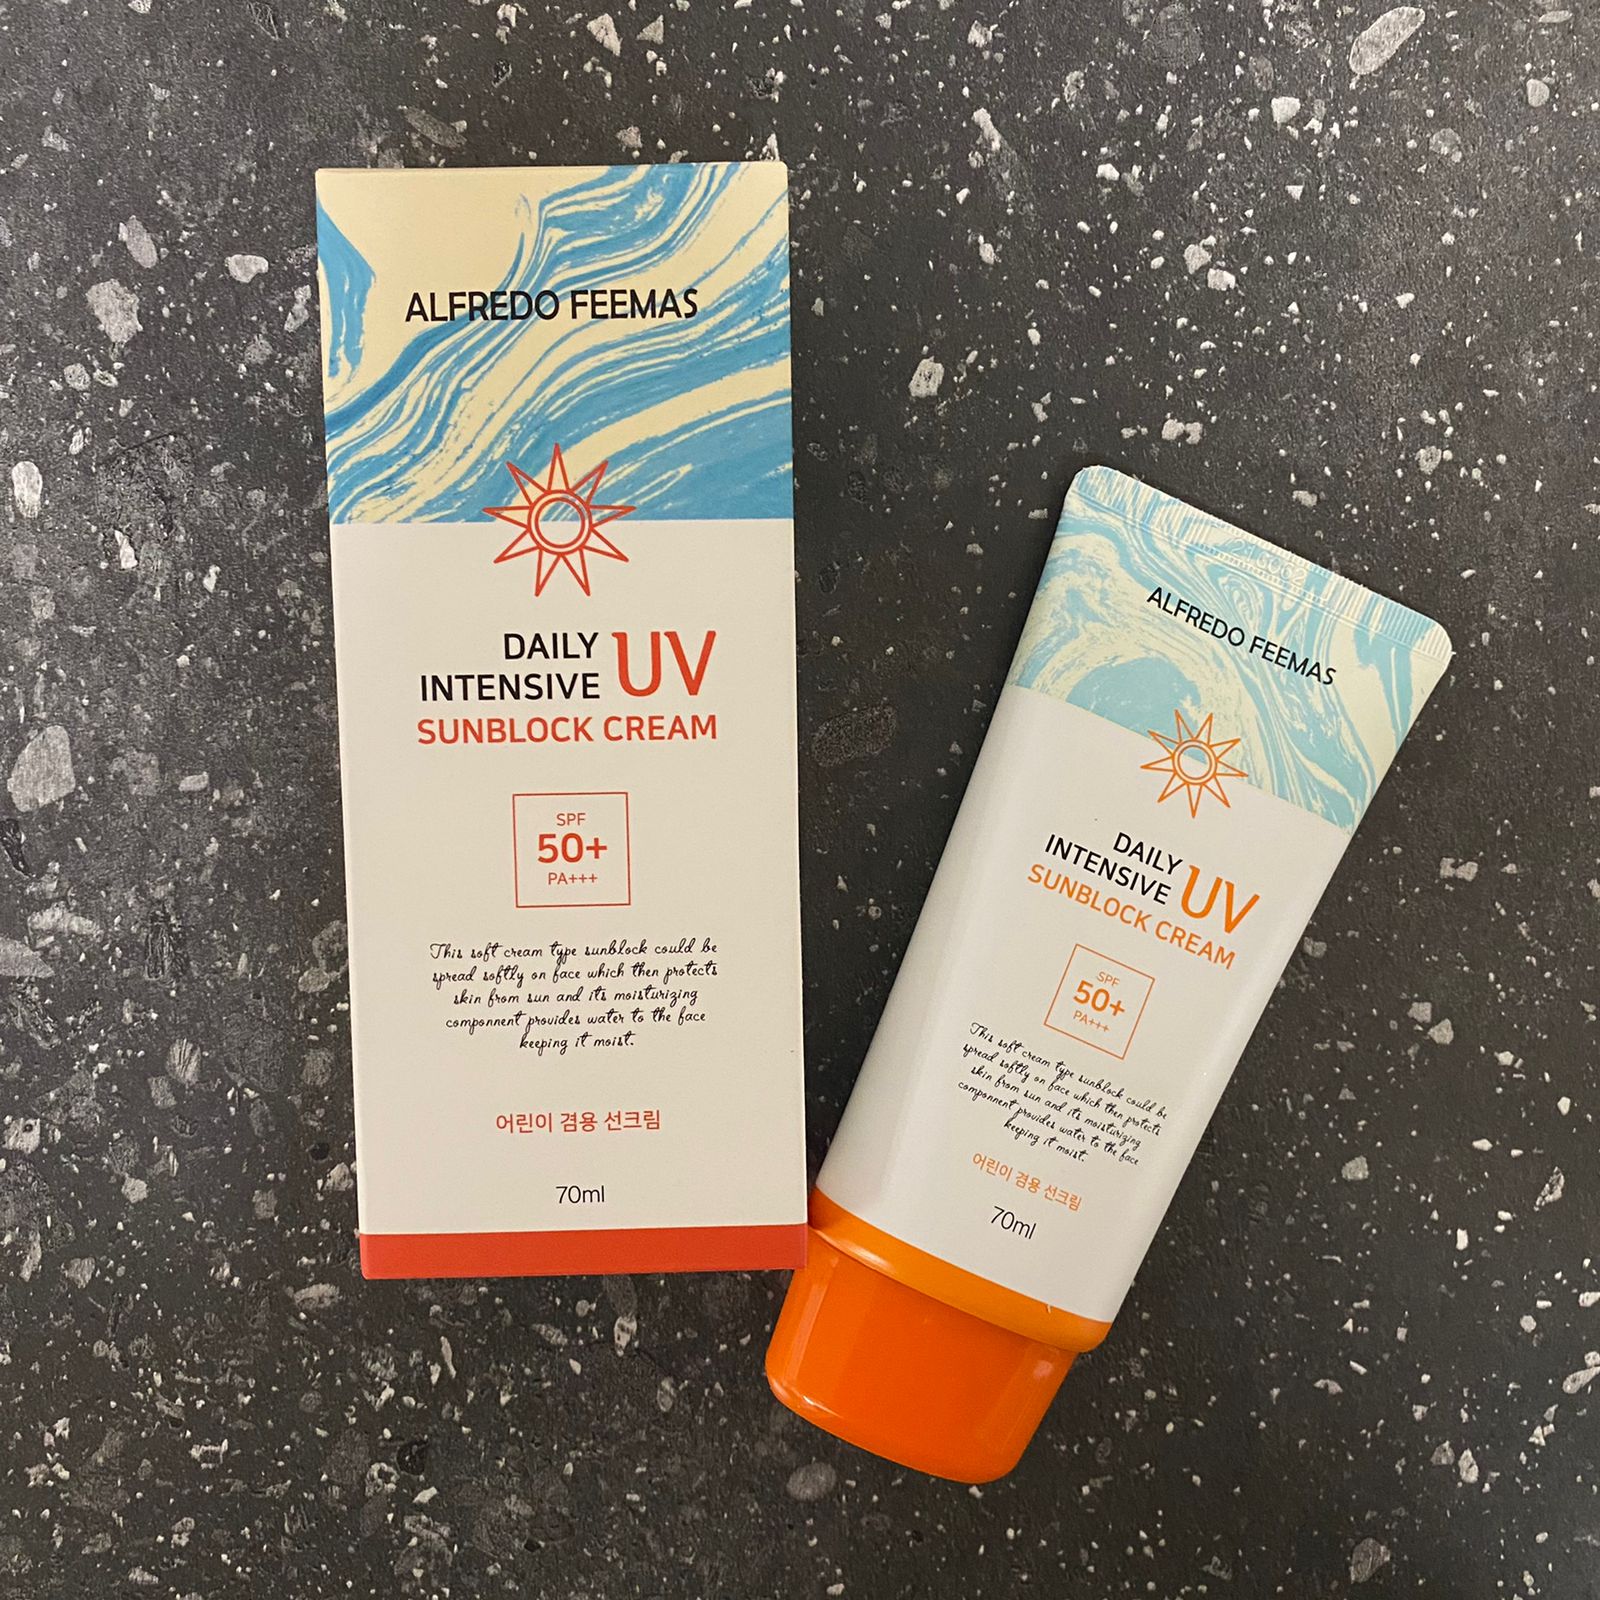 ALFREDO FEEMAS
DAILY
INTENSIVE UV
SUNBLOCK CREAM
SPF
50+
PA+++
This soft cream type sunblock could be
spread softly on face which then protects
skin from sun and its moisturizing
componnent provides water to the face
keeping it moist.
어린이 겸용 선크림
70ml
ALFREDO FEEMAS
DAILY
INTENSIVE UV
SUNBLOCK CREAM
SPF
50+
PA+++
This soft cream type sunblock could be
spread softly on face which then protects
skin from sun and its moisturizing
componnent provides water to the face
keeping it moist.
어린이 겸용 선크림
70ml